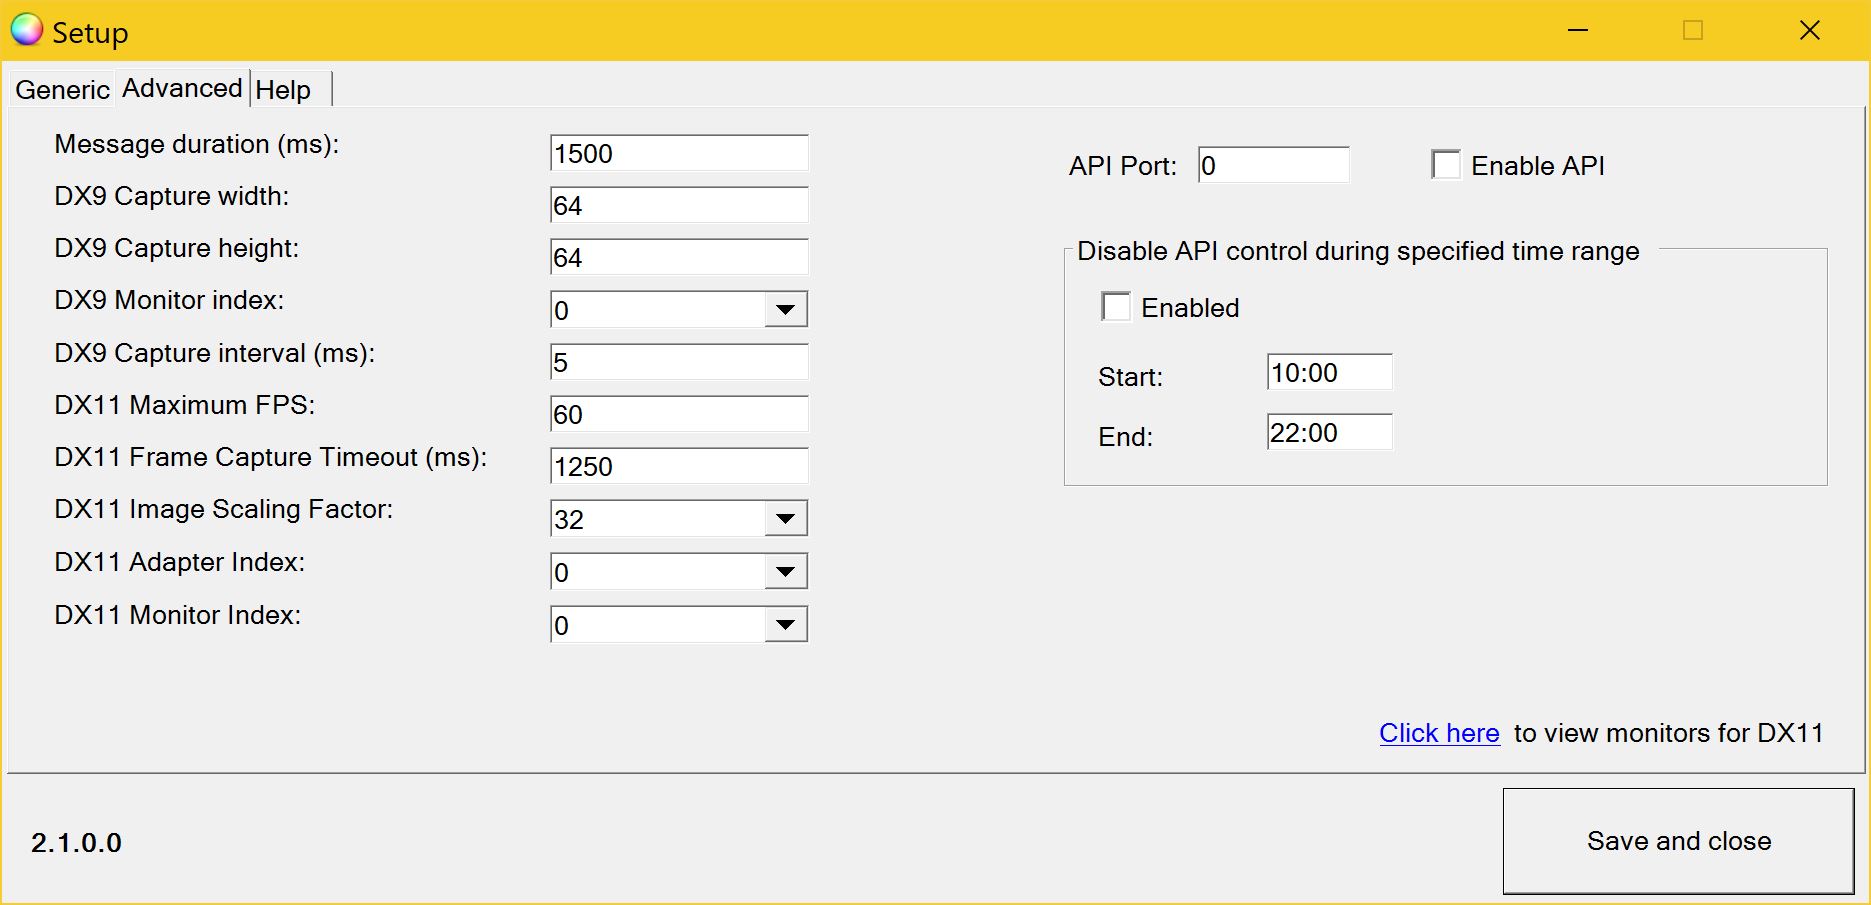 Setup
Generic Advanced Help
Message duration (ms): 1500
DX9 Capture width: 64
DX9 Capture height: 64
DX9 Monitor index: 0
DX9 Capture interval (ms): 5
DX11 Maximum FPS: 60
DX11 Frame Capture Timeout (ms): 1250
DX11 Image Scaling Factor: 32
DX11 Adapter Index: 0
DX11 Monitor Index: 0
API Port: 0 Enable API
Disable API control during specified time range
Enabled
Start: 10:00
End: 22:00
Click here to view monitors for DX11
2.1.0.0
Save and close